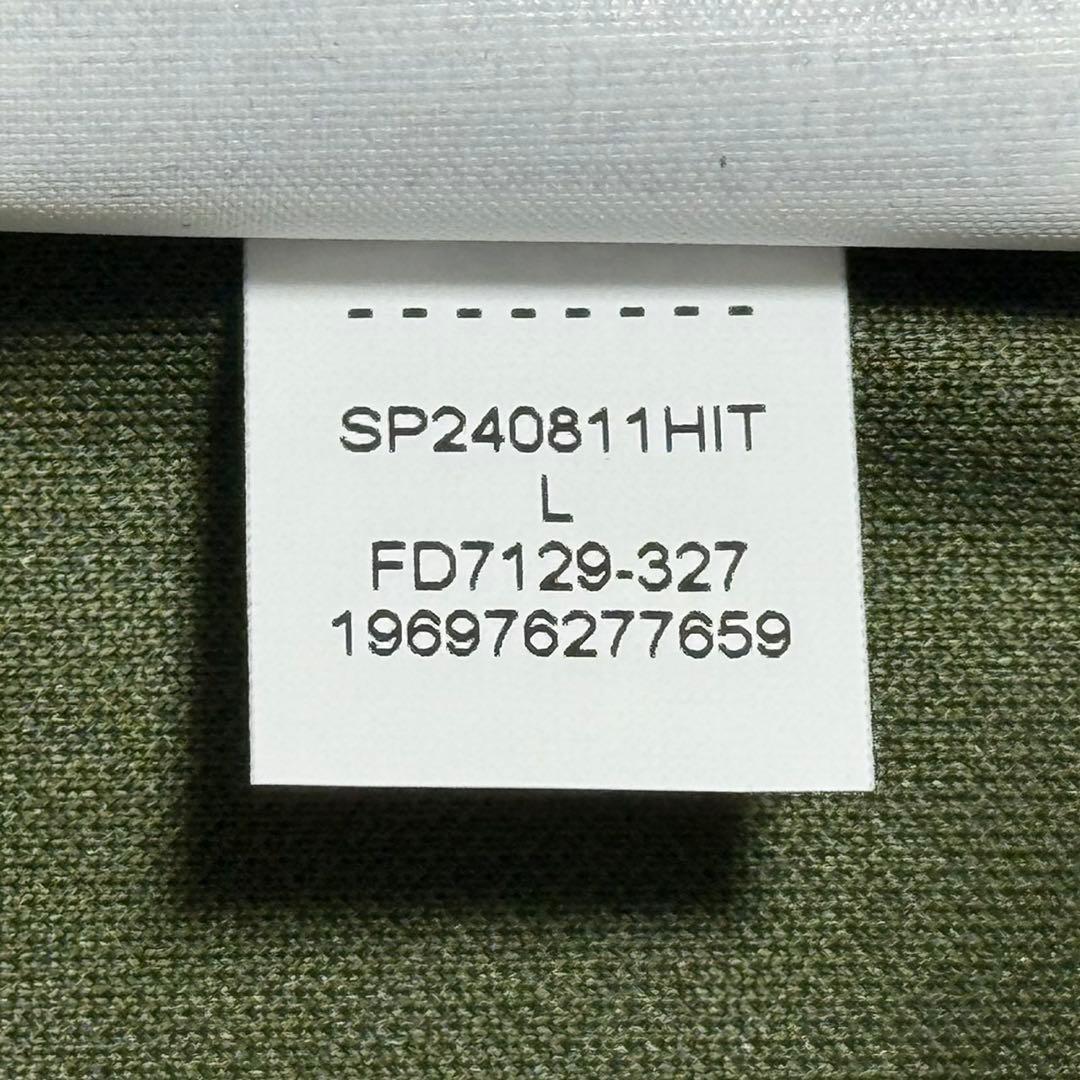 --------
SP240811HIT
L
FD7129-327
196976277659